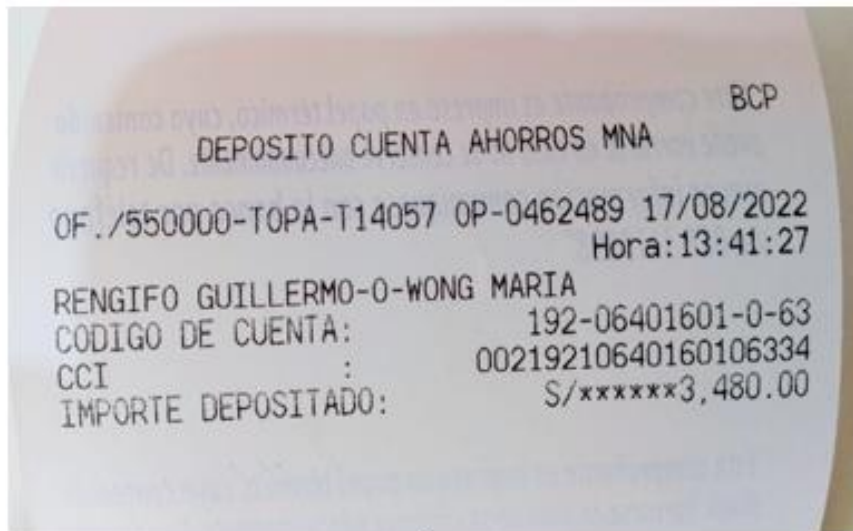 BCP
DEPOSITO CUENTA AHORROS MNA
OF./550000-TOPA-T14057 OP-0462489 17/08/2022
Hora:13:41:27
RENGIFO GUILLERMO-O-WONG MARIA
CODIGO DE CUENTA: 192-06401601-0-63
CCI : 00219210640160106334
IMPORTE DEPOSITADO: S/******3,480.00